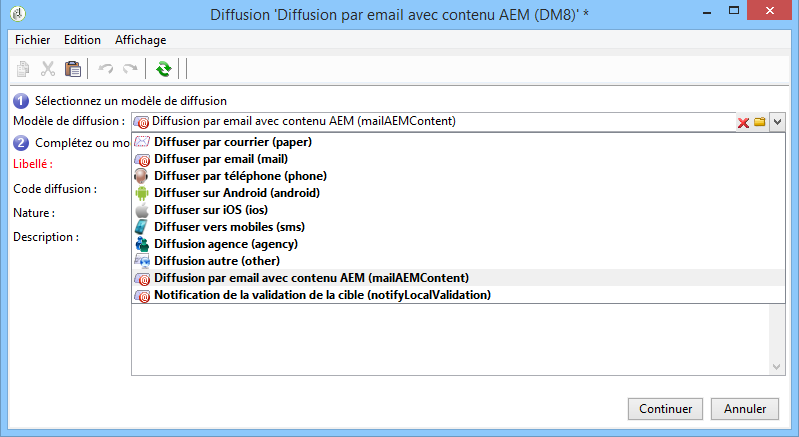 Diffusion 'Diffusion par email avec contenu AEM (DM8)' *
Fichier Edition Affichage
1 Sélectionnez un modèle de diffusion
Modèle de diffusion : Diffusion par email avec contenu AEM (mailAEMContent)
2 Complétez ou mo
Diffuser par courrier (paper)
Diffuser par email (mail)
Libellé :
Diffuser par téléphone (phone)
Code diffusion :
Diffuser sur Android (android)
Nature :
Diffuser sur iOS (ios)
Diffuser vers mobiles (sms)
Description :
Diffusion agence (agency)
Diffusion autre (other)
Diffusion par email avec contenu AEM (mailAEMContent)
Notification de la validation de la cible (notifyLocalValidation)
Continuer Annuler